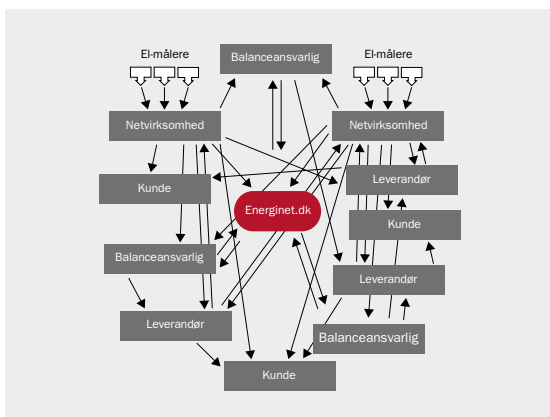 El-målere
Balanceansvarlig
El-målere
Netvirksomhed
Netvirksomhed
Leverandør
Kunde
Energinet.dk
Kunde
Balanceansvarlig
Leverandør
Leverandør
Balanceansvarlig
Kunde